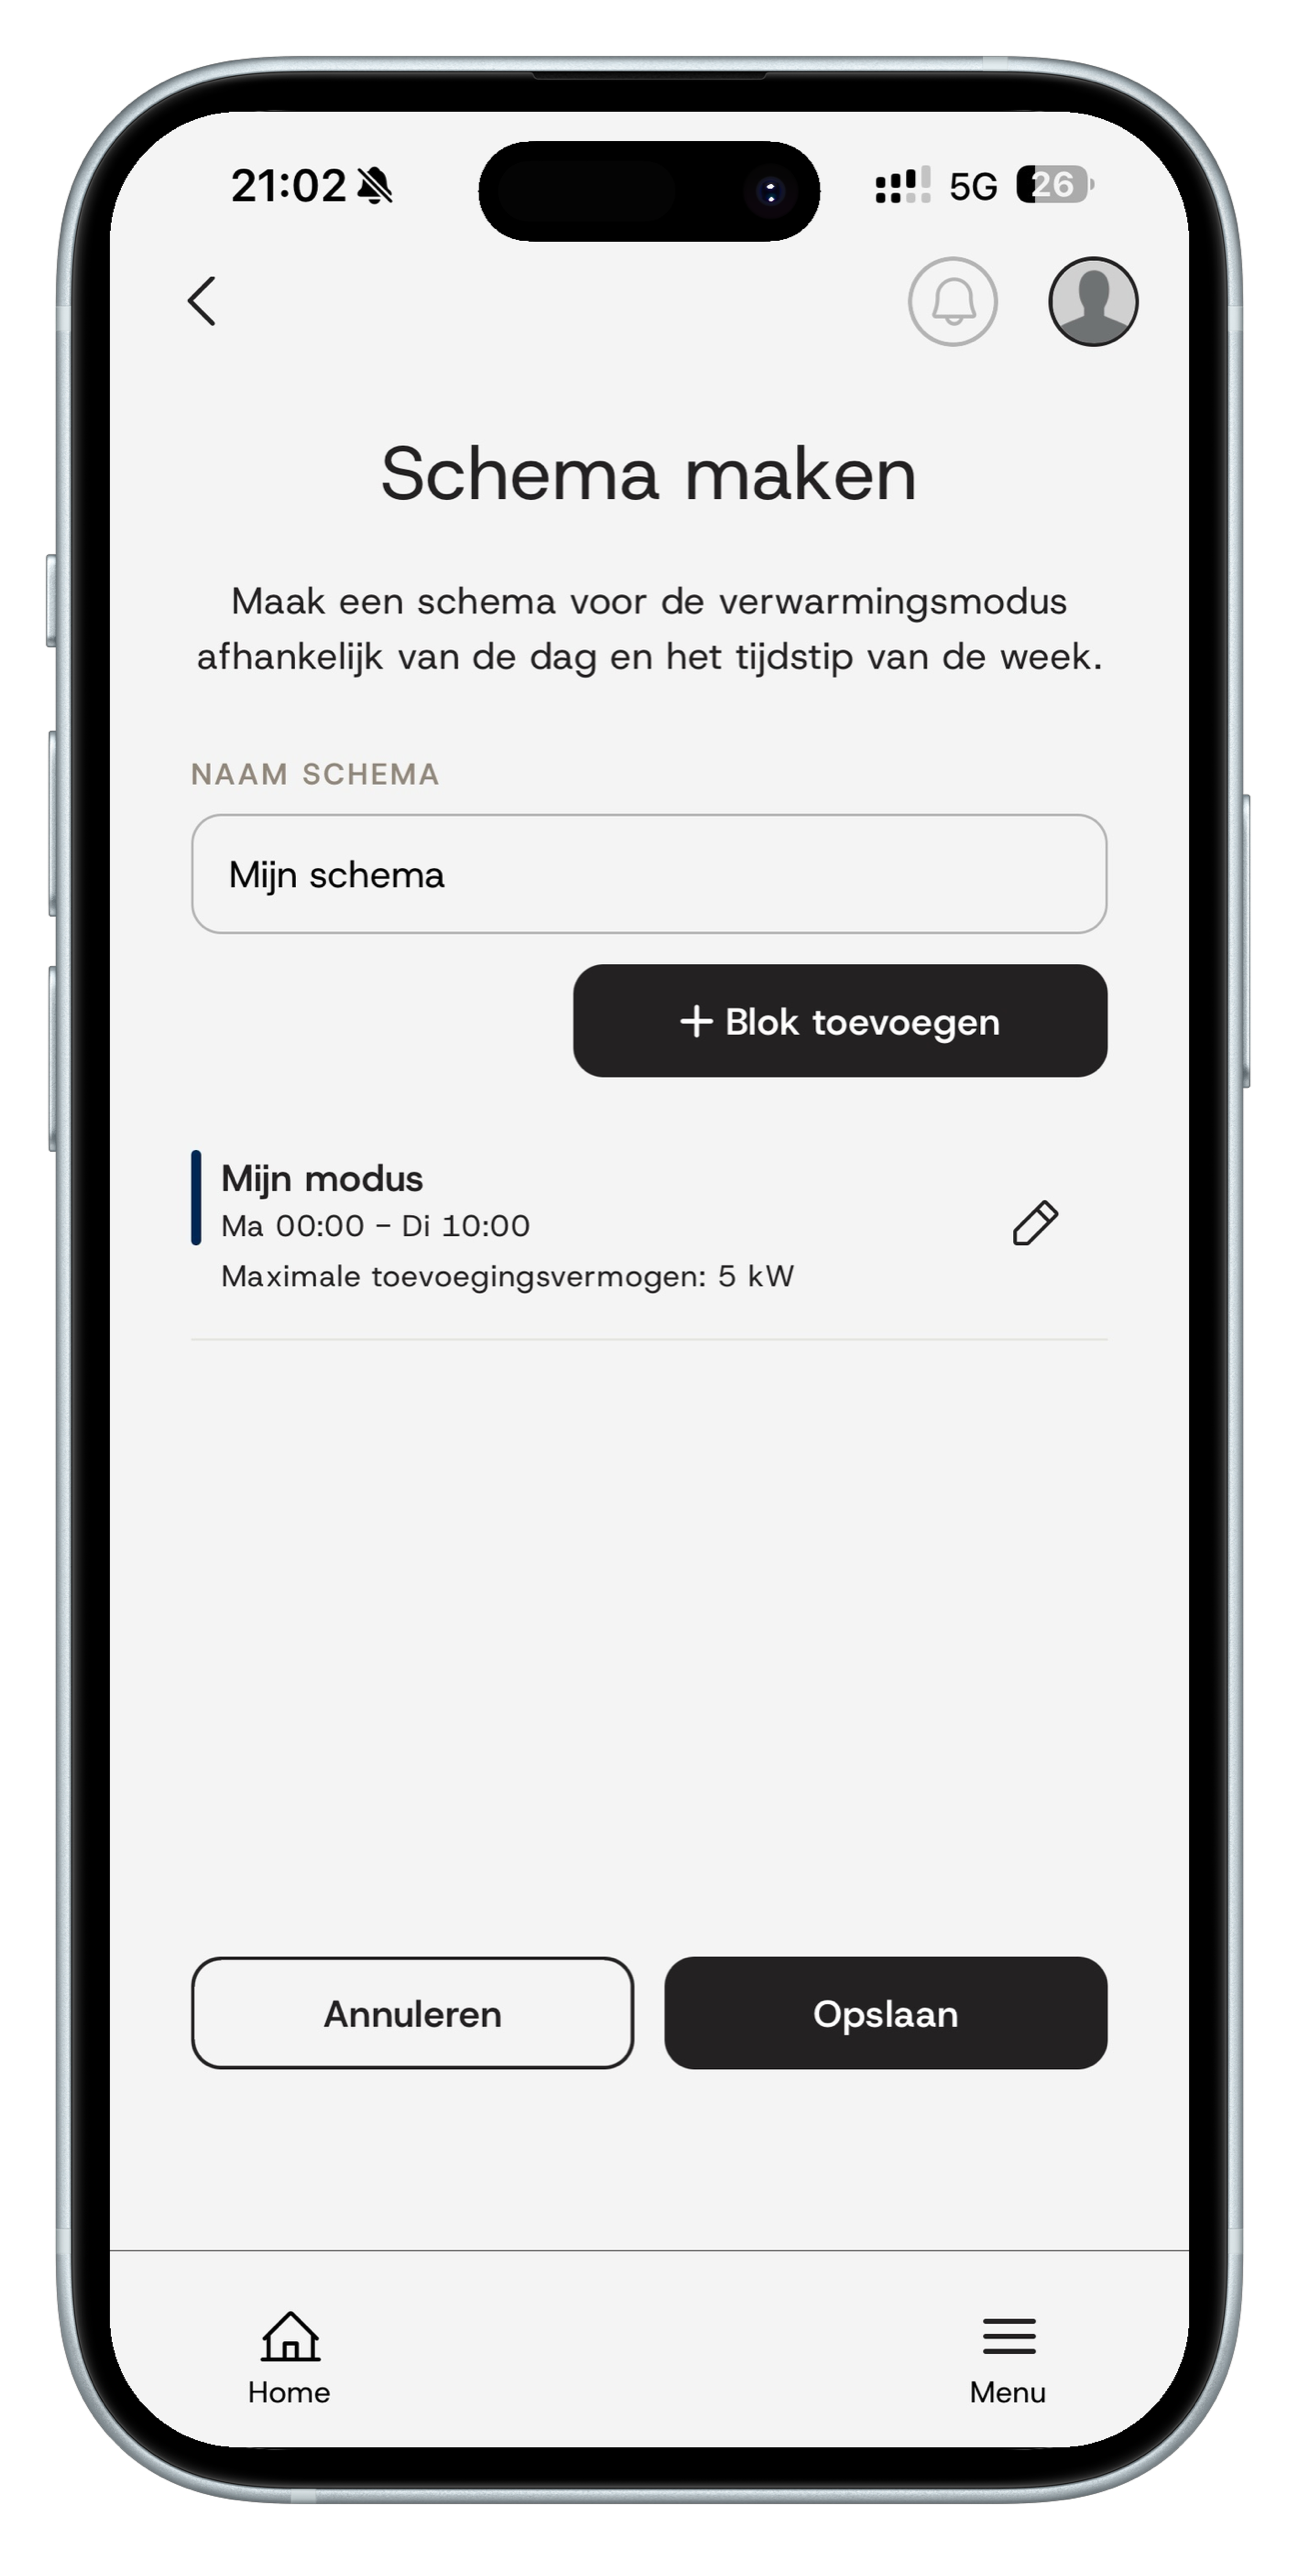 21:02
5G
26
Schema maken
Maak een schema voor de verwarmingsmodus
afhankelijk van de dag en het tijdstip van de week.
NAAM SCHEMA
Mijn schema
+ Blok toevoegen
Mijn modus
Ma 00:00 – Di 10:00
Maximale toevoegingsvermogen: 5 kW
Annuleren
Opslaan
Home
Menu